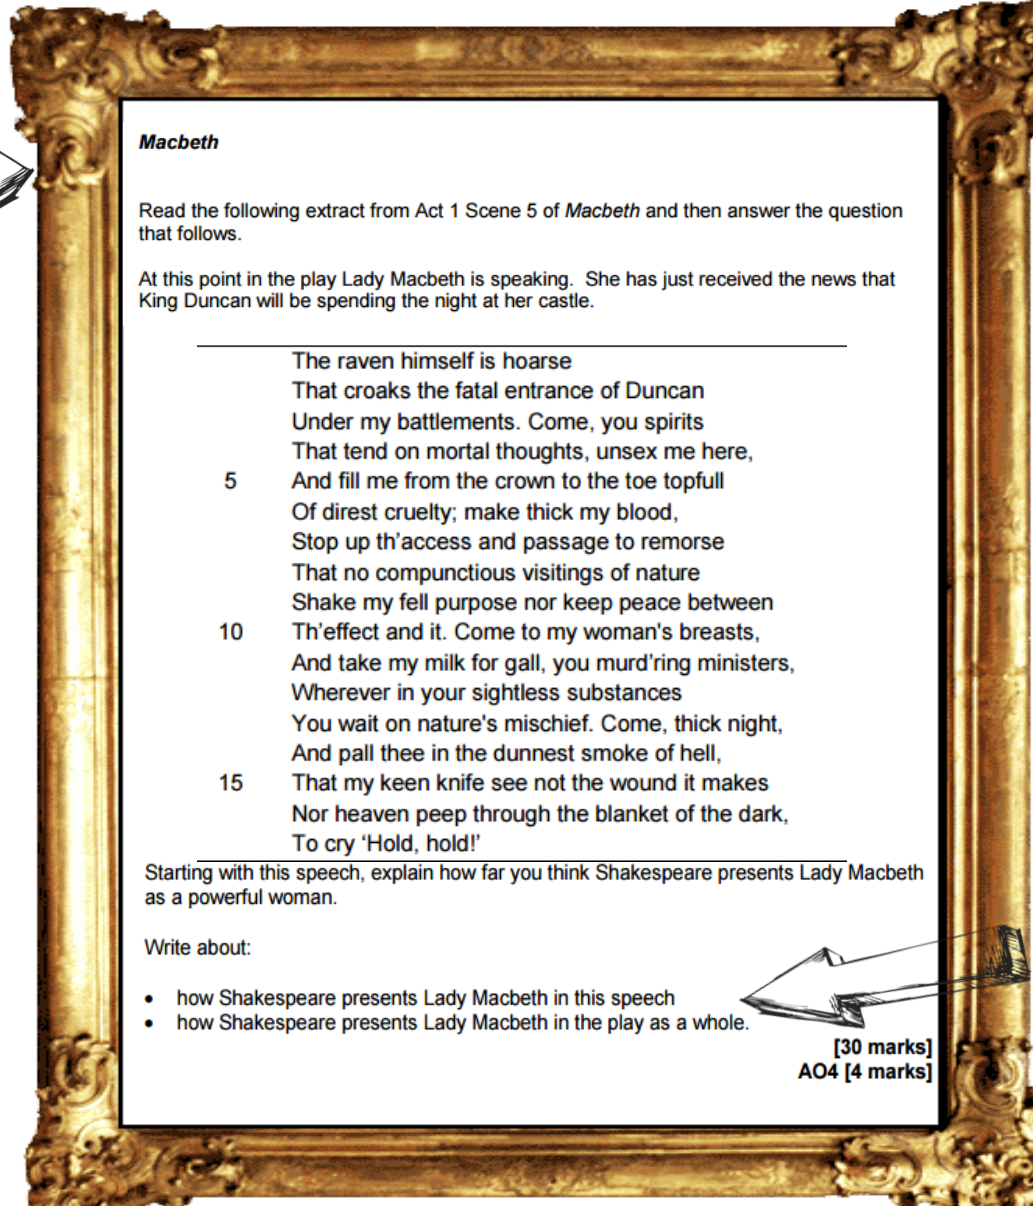 Macbeth
Read the following extract from Act 1 Scene 5 of Macbeth and then answer the question
that follows.
At this point in the play Lady Macbeth is speaking.  She has just received the news that
King Duncan will be spending the night at her castle.
The raven himself is hoarse
That croaks the fatal entrance of Duncan
Under my battlements. Come, you spirits
That tend on mortal thoughts, unsex me here,
5 And fill me from the crown to the toe topfull
Of direst cruelty; make thick my blood,
Stop up th'access and passage to remorse
That no compunctious visitings of nature
Shake my fell purpose nor keep peace between
10 Th'effect and it. Come to my woman's breasts,
And take my milk for gall, you murd'ring ministers,
Wherever in your sightless substances
You wait on nature's mischief. Come, thick night,
And pall thee in the dunnest smoke of hell,
15 That my keen knife see not the wound it makes
Nor heaven peep through the blanket of the dark,
To cry 'Hold, hold!'
Starting with this speech, explain how far you think Shakespeare presents Lady Macbeth
as a powerful woman.
Write about:
• how Shakespeare presents Lady Macbeth in this speech
• how Shakespeare presents Lady Macbeth in the play as a whole.
[30 marks]
AO4 [4 marks]